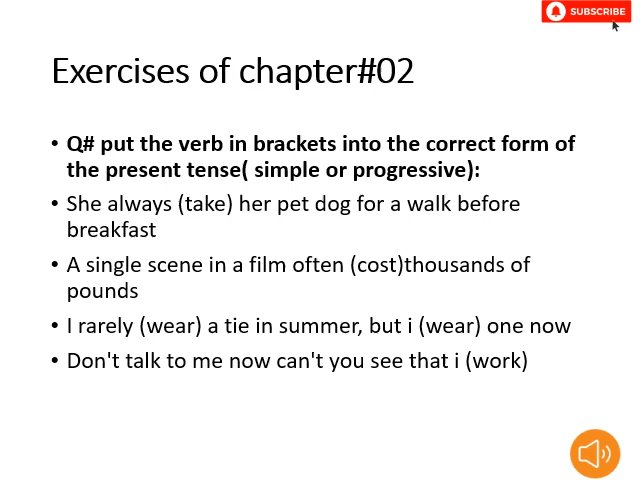 SUBSCRIBE
Exercises of chapter#02
• Q# put the verb in brackets into the correct form of
the present tense( simple or progressive):
• She always (take) her pet dog for a walk before
breakfast
• A single scene in a film often (cost)thousands of
pounds
• I rarely (wear) a tie in summer, but i (wear) one now
• Don't talk to me now can't you see that i (work)